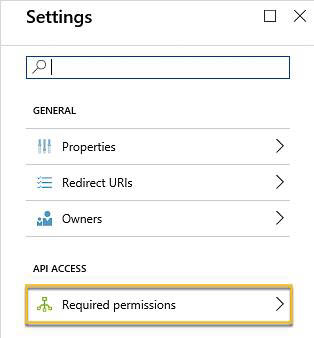 Settings
GENERAL
Properties
Redirect URIs
Owners
API ACCESS
Required permissions